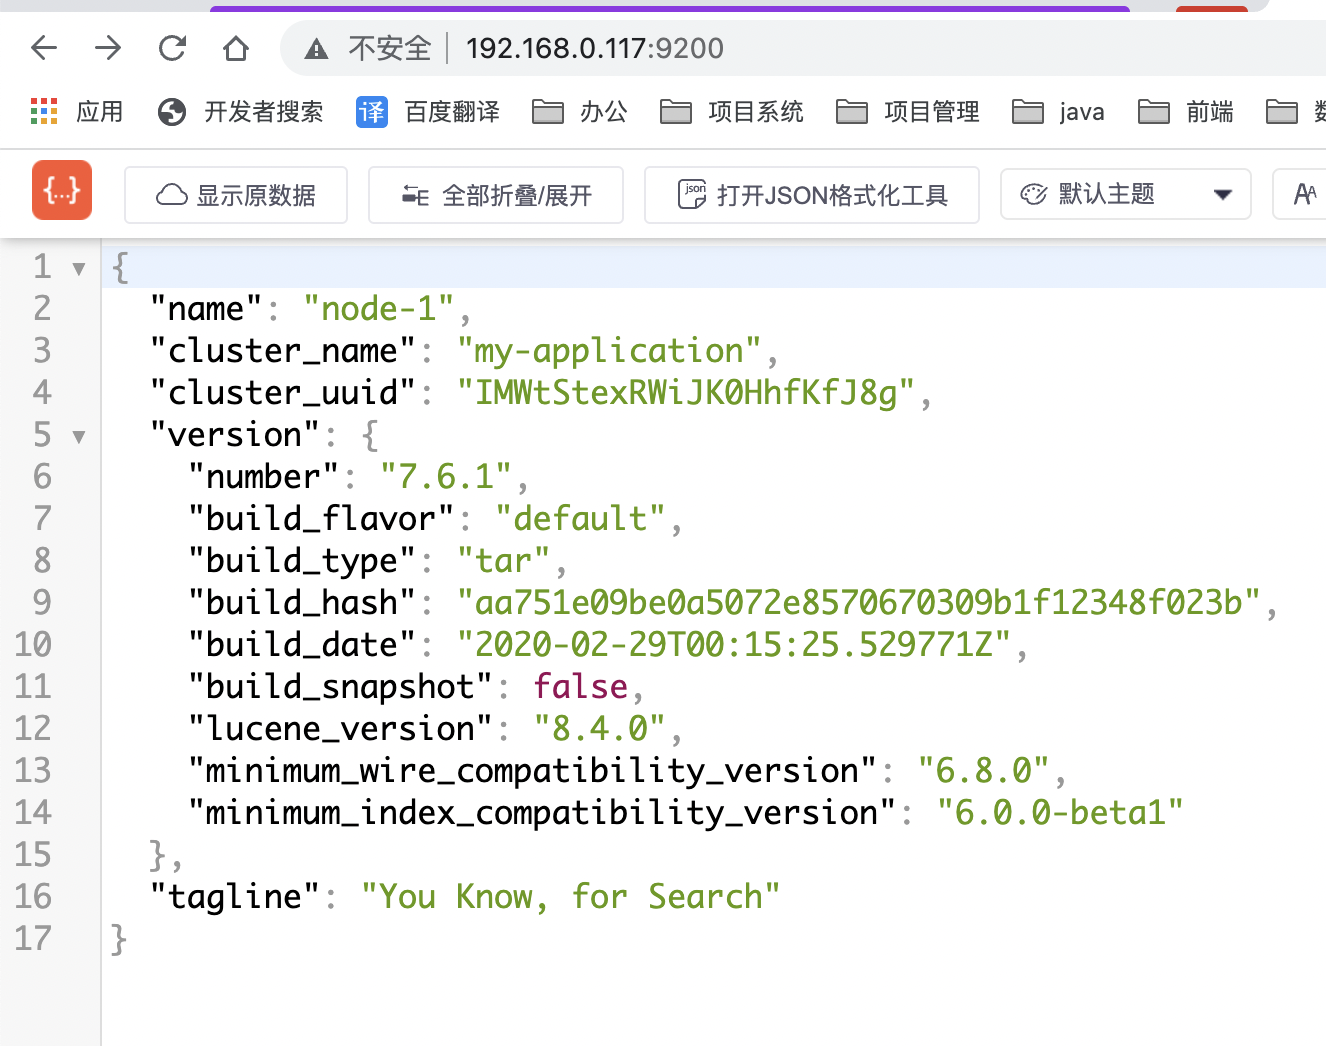 不安全 192.168.0.117:9200
应用 开发者搜索 译 百度翻译 办公 项目系统 项目管理 java 前端
{...} 显示原数据 全部折叠/展开 json 打开JSON格式化工具 默认主题 AA
1 {
2 "name": "node-1",
3 "cluster_name": "my-application",
4 "cluster_uuid": "IMWtStexRWiJK0HhfKfJ8g",
5 "version": {
6 "number": "7.6.1",
7 "build_flavor": "default",
8 "build_type": "tar",
9 "build_hash": "aa751e09be0a5072e8570670309b1f12348f023b",
10 "build_date": "2020-02-29T00:15:25.529771Z",
11 "build_snapshot": false,
12 "lucene_version": "8.4.0",
13 "minimum_wire_compatibility_version": "6.8.0",
14 "minimum_index_compatibility_version": "6.0.0-beta1"
15 },
16 "tagline": "You Know, for Search"
17 }